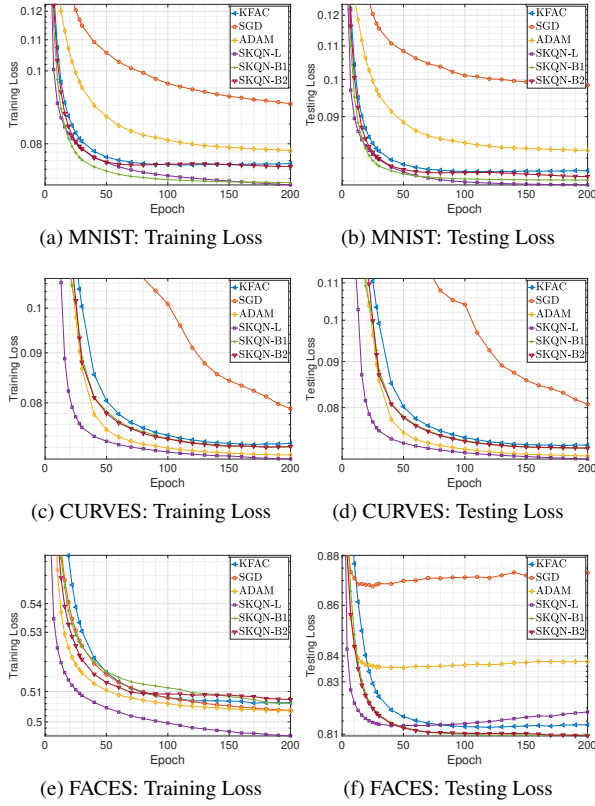 0.12
0.1
0.08
Training Loss
0 50 100 150 200
Epoch
KFAC
SGD
ADAM
SKQN-L
SKQN-B1
SKQN-B2
(a) MNIST: Training Loss
0.12
0.1
0.09
Testing Loss
0 50 100 150 200
Epoch
KFAC
SGD
ADAM
SKQN-L
SKQN-B1
SKQN-B2
(b) MNIST: Testing Loss
0.1
0.09
0.08
Training Loss
0 50 100 150 200
Epoch
KFAC
SGD
ADAM
SKQN-L
SKQN-B1
SKQN-B2
(c) CURVES: Training Loss
0.11
0.1
0.09
0.08
Testing Loss
0 50 100 150 200
Epoch
KFAC
SGD
ADAM
SKQN-L
SKQN-B1
SKQN-B2
(d) CURVES: Testing Loss
0.54
0.53
0.51
0.5
Training Loss
0 50 100 150 200
Epoch
KFAC
SGD
ADAM
SKQN-L
SKQN-B1
SKQN-B2
(e) FACES: Training Loss
0.88
0.86
0.84
0.83
0.81
Testing Loss
0 50 100 150 200
Epoch
KFAC
SGD
ADAM
SKQN-L
SKQN-B1
SKQN-B2
(f) FACES: Testing Loss